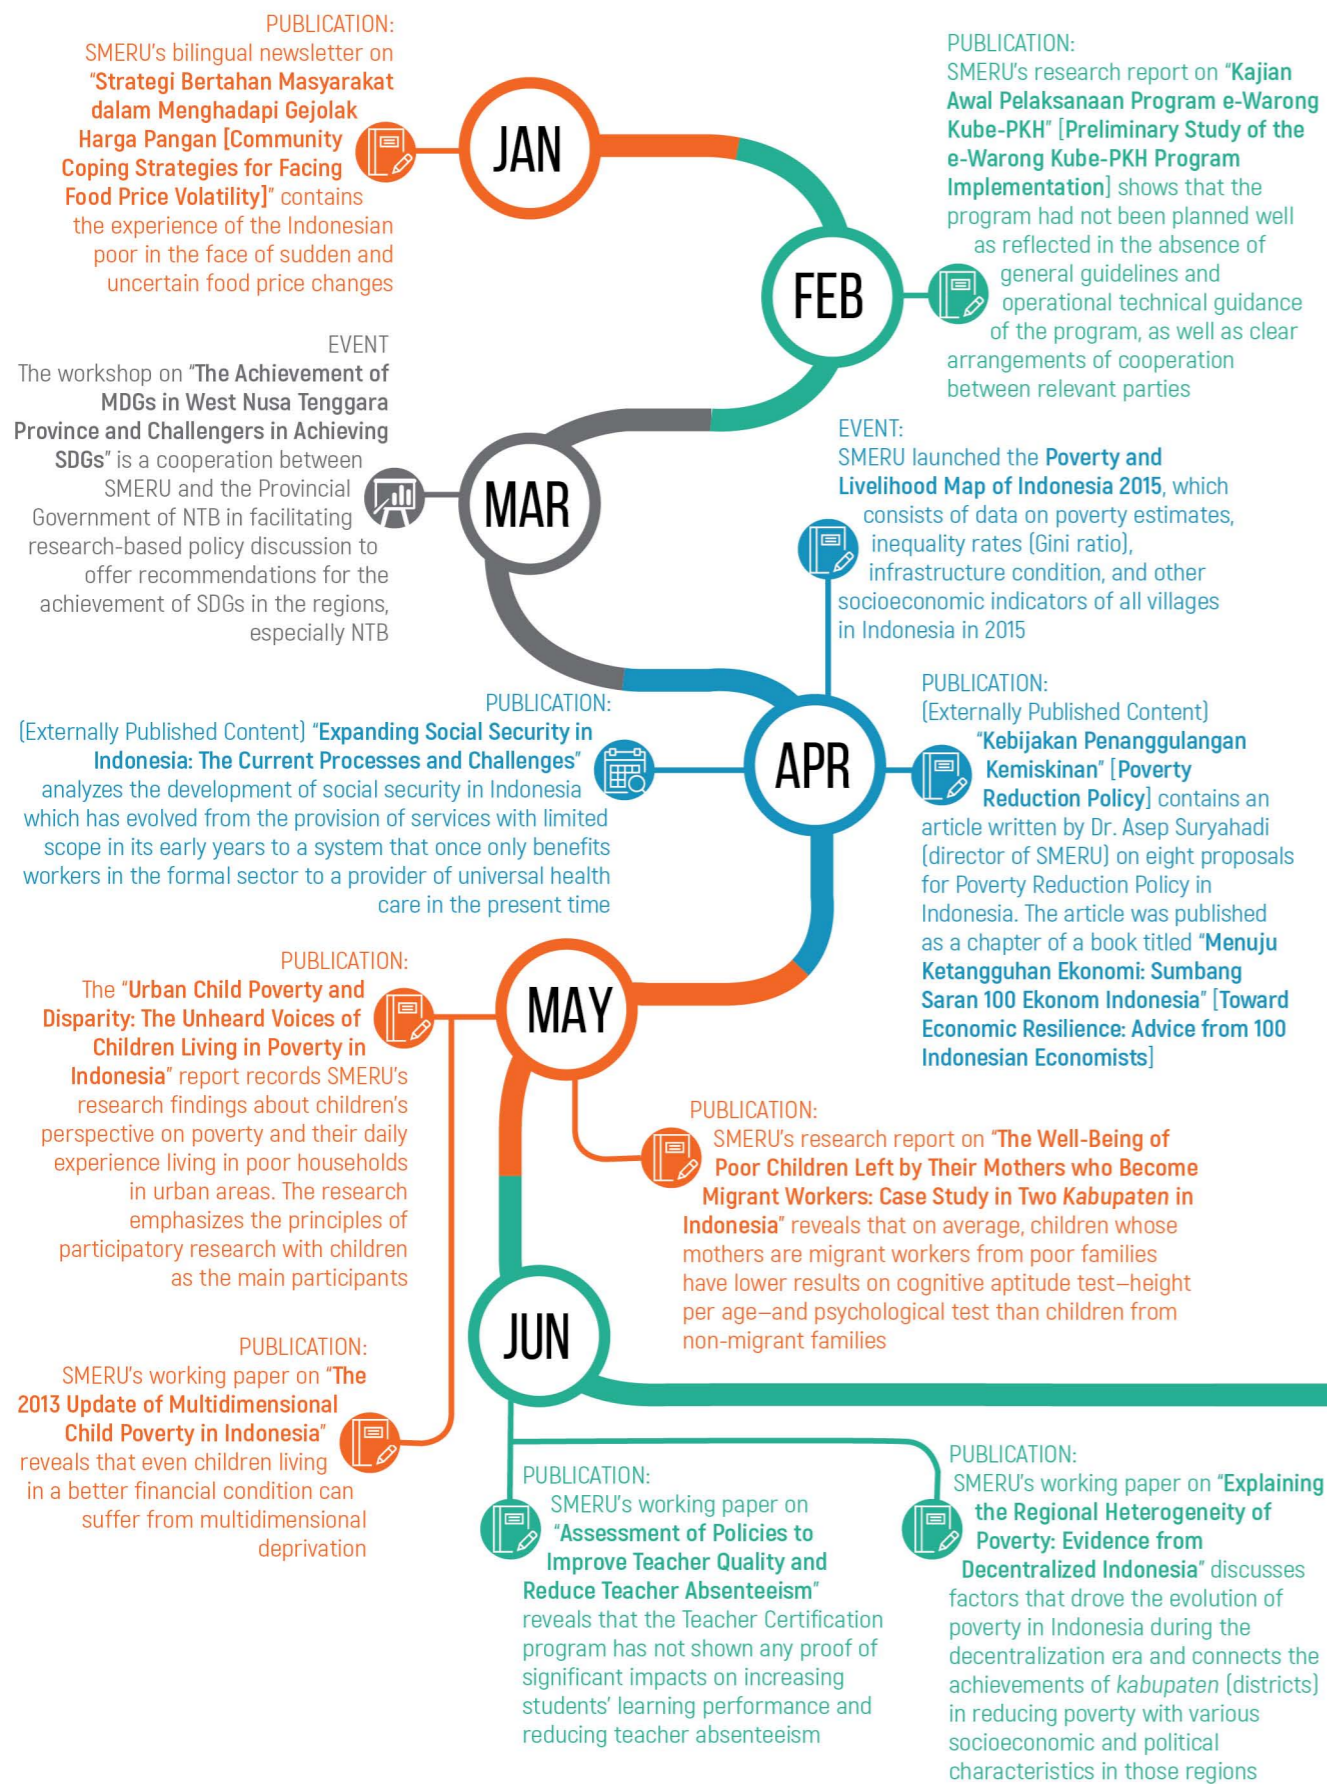 PUBLICATION:
SMERU's bilingual newsletter on
"Strategi Bertahan Masyarakat
dalam Menghadapi Gejolak
Harga Pangan [Community
Coping Strategies for Facing
Food Price Volatility]" contains
the experience of the Indonesian
poor in the face of sudden and
uncertain food price changes
JAN
PUBLICATION:
SMERU's research report on "Kajian
Awal Pelaksanaan Program e-Warong
Kube-PKH" [Preliminary Study of the
e-Warong Kube-PKH Program
Implementation] shows that the
program had not been planned well
as reflected in the absence of
general guidelines and
operational technical guidance
of the program, as well as clear
arrangements of cooperation
between relevant parties
FEB
EVENT
The workshop on "The Achievement of
MDGs in West Nusa Tenggara
Province and Challengers in Achieving
SDGs" is a cooperation between
SMERU and the Provincial
Government of NTB in facilitating
research-based policy discussion to
offer recommendations for the
achievement of SDGs in the regions,
especially NTB
MAR
EVENT:
SMERU launched the Poverty and
Livelihood Map of Indonesia 2015, which
consists of data on poverty estimates,
inequality rates (Gini ratio),
infrastructure condition, and other
socioeconomic indicators of all villages
in Indonesia in 2015
PUBLICATION:
(Externally Published Content) "Expanding Social Security in
Indonesia: The Current Processes and Challenges"
analyzes the development of social security in Indonesia
which has evolved from the provision of services with limited
scope in its early years to a system that once only benefits
workers in the formal sector to a provider of universal health
care in the present time
APR
PUBLICATION:
(Externally Published Content)
"Kebijakan Penanggulangan
Kemiskinan" [Poverty
Reduction Policy] contains an
article written by Dr. Asep Suryahadi
(director of SMERU) on eight proposals
for Poverty Reduction Policy in
Indonesia. The article was published
as a chapter of a book titled "Menuju
Ketangguhan Ekonomi: Sumbang
Saran 100 Ekonom Indonesia" [Toward
Economic Resilience: Advice from 100
Indonesian Economists]
PUBLICATION:
The "Urban Child Poverty and
Disparity: The Unheard Voices of
Children Living in Poverty in
Indonesia" report records SMERU's
research findings about children's
perspective on poverty and their daily
experience living in poor households
in urban areas. The research
emphasizes the principles of
participatory research with children
as the main participants
MAY
PUBLICATION:
SMERU's research report on "The Well-Being of
Poor Children Left by Their Mothers who Become
Migrant Workers: Case Study in Two Kabupaten in
Indonesia" reveals that on average, children whose
mothers are migrant workers from poor families
have lower results on cognitive aptitude test–height
per age–and psychological test than children from
non-migrant families
PUBLICATION:
SMERU's working paper on "The
2013 Update of Multidimensional
Child Poverty in Indonesia"
reveals that even children living
in a better financial condition can
suffer from multidimensional
deprivation
JUN
PUBLICATION:
SMERU's working paper on
"Assessment of Policies to
Improve Teacher Quality and
Reduce Teacher Absenteeism"
reveals that the Teacher Certification
program has not shown any proof of
significant impacts on increasing
students' learning performance and
reducing teacher absenteeism
PUBLICATION:
SMERU's working paper on "Explaining
the Regional Heterogeneity of
Poverty: Evidence from
Decentralized Indonesia" discusses
factors that drove the evolution of
poverty in Indonesia during the
decentralization era and connects the
achievements of kabupaten (districts)
in reducing poverty with various
socioeconomic and political
characteristics in those regions